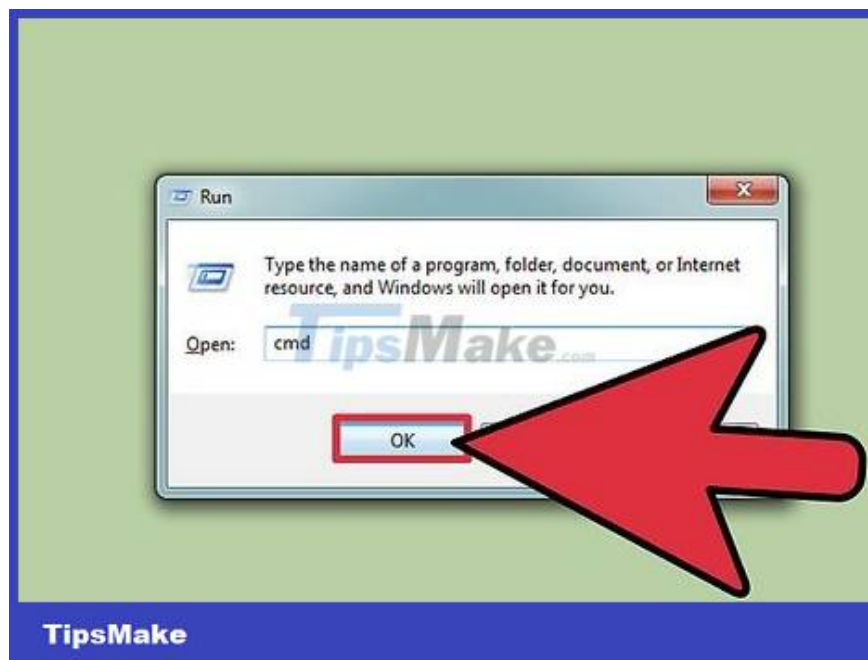 Run
Type the name of a program, folder, document, or Internet
resource, and Windows will open it for you.
Open: cmd
TipsMake.com
OK
TipsMake